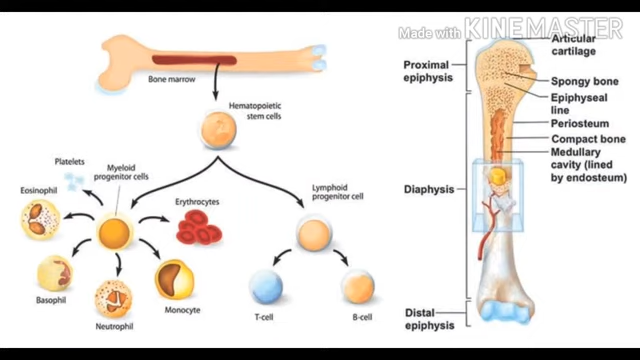 Made with KINEMASTER
Bone marrow
Hematopoietic
stem cells
Platelets
Myeloid
progenitor cells
Eosinophil
Erythrocytes
Lymphoid
progenitor cell
Basophil
Neutrophil
Monocyte
T-cell
B-cell
Articular
cartilage
Proximal
epiphysis
Spongy bone
Epiphyseal
line
Periosteum
Compact bone
Medullary
cavity (lined
by endosteum)
Diaphysis
Distal
epiphysis